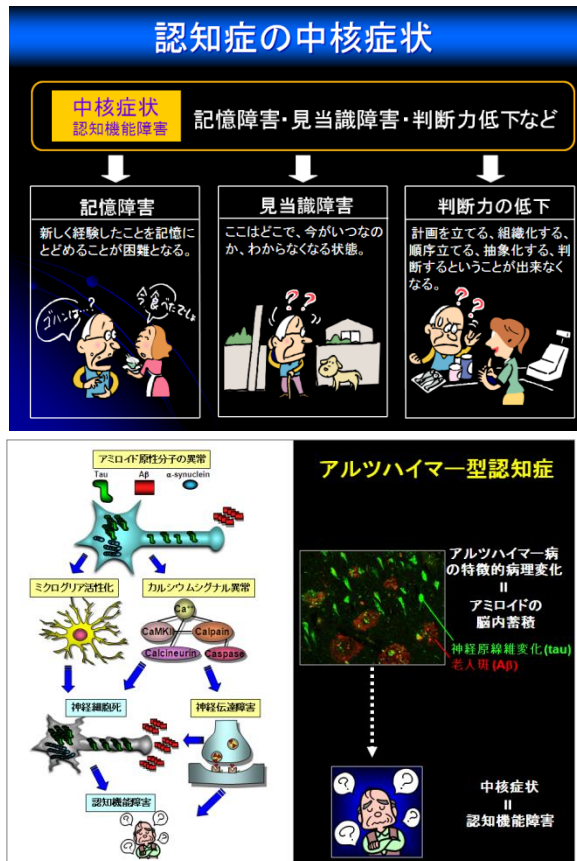 認知症の中核症状
中核症状
認知機能障害
記憶障害・見当識障害・判断力低下など
記憶障害
新しく経験したことを記憶に
とどめることが困難となる。
ゴハンは…?
今食べたでしょ
見当識障害
ここはどこで、今がいつなの
か、わからなくなる状態。
? ?
判断力の低下
計画を立てる、組織化する、
順序立てる、抽象化する、判
断するということが出来なく
なる。
? ?
アミロイド原性分子の異常
Tau Aβ α-synuclein
ミクログリア活性化
カルシウムシグナル異常
Ca⁺⁺
CaMKII Calpain
Calcineurin Caspase
神経細胞死
神経伝達障害
認知機能障害
? ? ? ?
アルツハイマー型認知症
アルツハイマー病
の特徴的病理変化
=
アミロイドの
脳内蓄積
神経原線維変化(tau)
老人斑(Aβ)
? ? ? ?
中核症状
=
認知機能障害